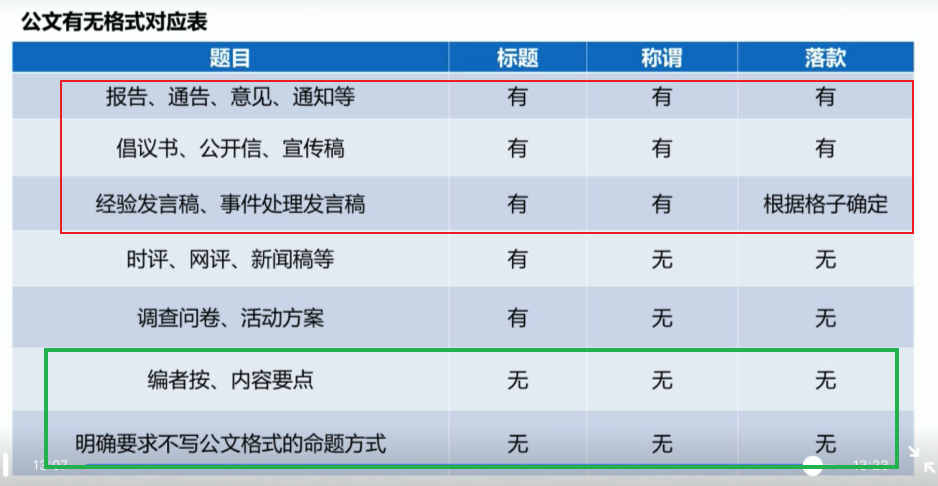 公文有无格式对应表
题目 标题 称谓 落款
报告、通告、意见、通知等 有 有 有
倡议书、公开信、宣传稿 有 有 有
经验发言稿、事件处理发言稿 有 有 根据格子确定
时评、网评、新闻稿等 有 无 无
调查问卷、活动方案 有 无 无
编者按、内容要点 无 无 无
明确要求不写公文格式的命题方式 无 无 无
13:07 13:23